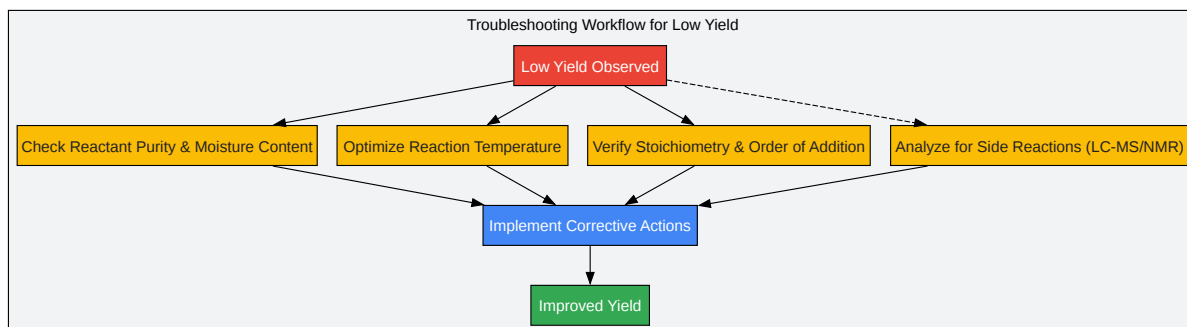 Troubleshooting Workflow for Low Yield
Low Yield Observed
Check Reactant Purity & Moisture Content
Optimize Reaction Temperature
Verify Stoichiometry & Order of Addition
Analyze for Side Reactions (LC-MS/NMR)
Implement Corrective Actions
Improved Yield